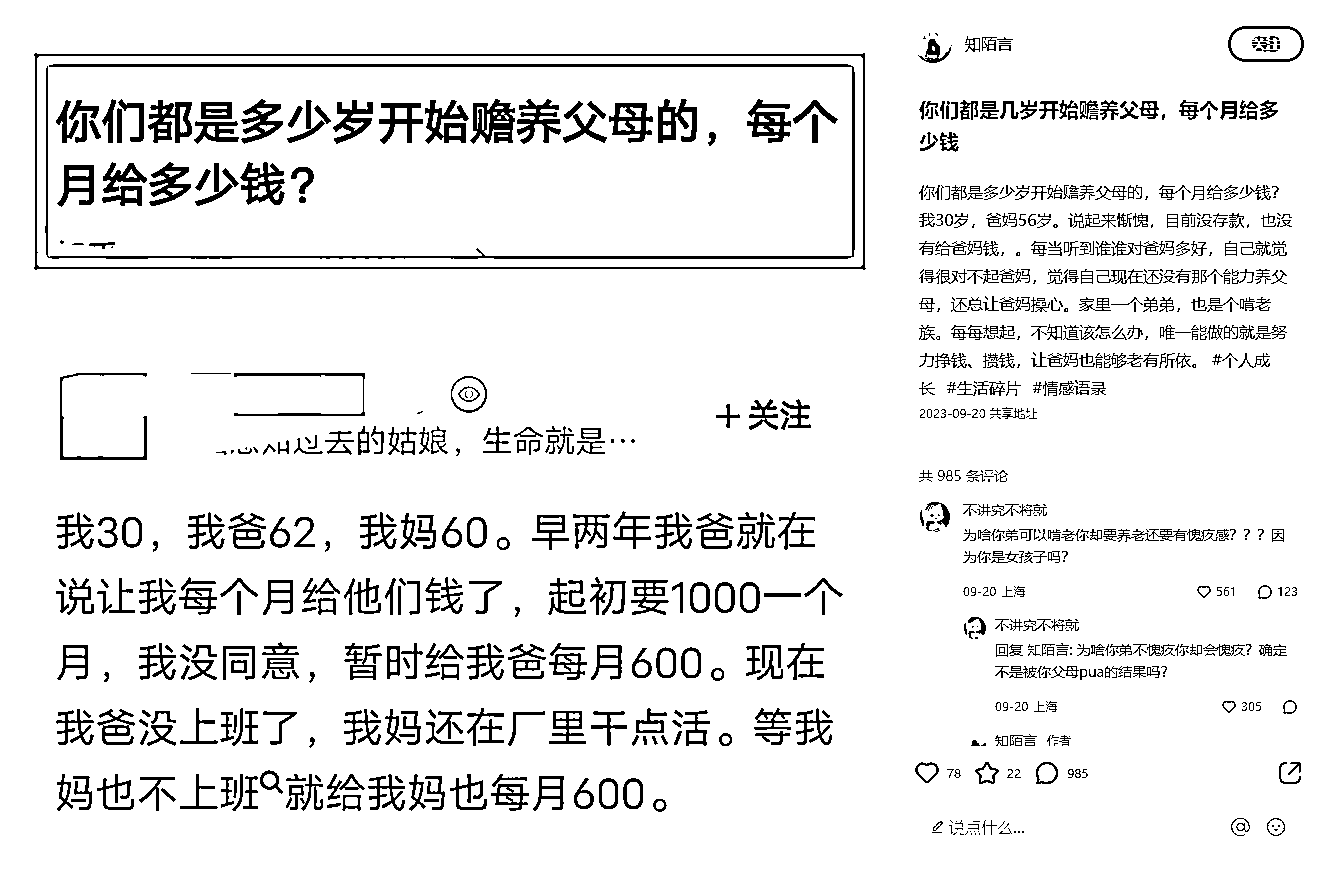 你们都是多少岁开始赡养父母的，每个
月给多少钱？
过去的姑娘，生命就是…
＋关注
我30，我爸62，我妈60。早两年我爸就在
说让我每个月给他们钱了，起初要1000一个
月，我没同意，暂时给我爸每月600。现在
我爸没上班了，我妈还在厂里干点活。等我
妈也不上班就给我妈也每月600。
知陌言
你们都是几岁开始赡养父母，每个月给多
少钱
你们都是多少岁开始赡养父母的，每个月给多少钱？
我30岁，爸妈56岁。说起来惭愧，目前没存款，也没
有给爸妈钱，。每当听到谁谁对爸妈多好，自己就觉
得很对不起爸妈，觉得自己现在还没有那个能力养父
母，还总让爸妈操心。家里一个弟弟，也是个啃老
族。每每想起，不知道该怎么办，唯一能做的就是努
力挣钱、攒钱，让爸妈也能够老有所依。 #个人成
长 #生活碎片 #情感语录
2023-09-20 共享地址
共 985 条评论
不讲究不将就
为啥你弟可以啃老你却要养老还要有愧疚感？？？因
为你是女孩子吗？
09-20 上海 561 123
不讲究不将就
回复 知陌言: 为啥你弟不愧疚你却会愧疚？确定
不是被你父母pua的结果吗？
09-20 上海 305
知陌言 作者
78 22 985
说点什么...